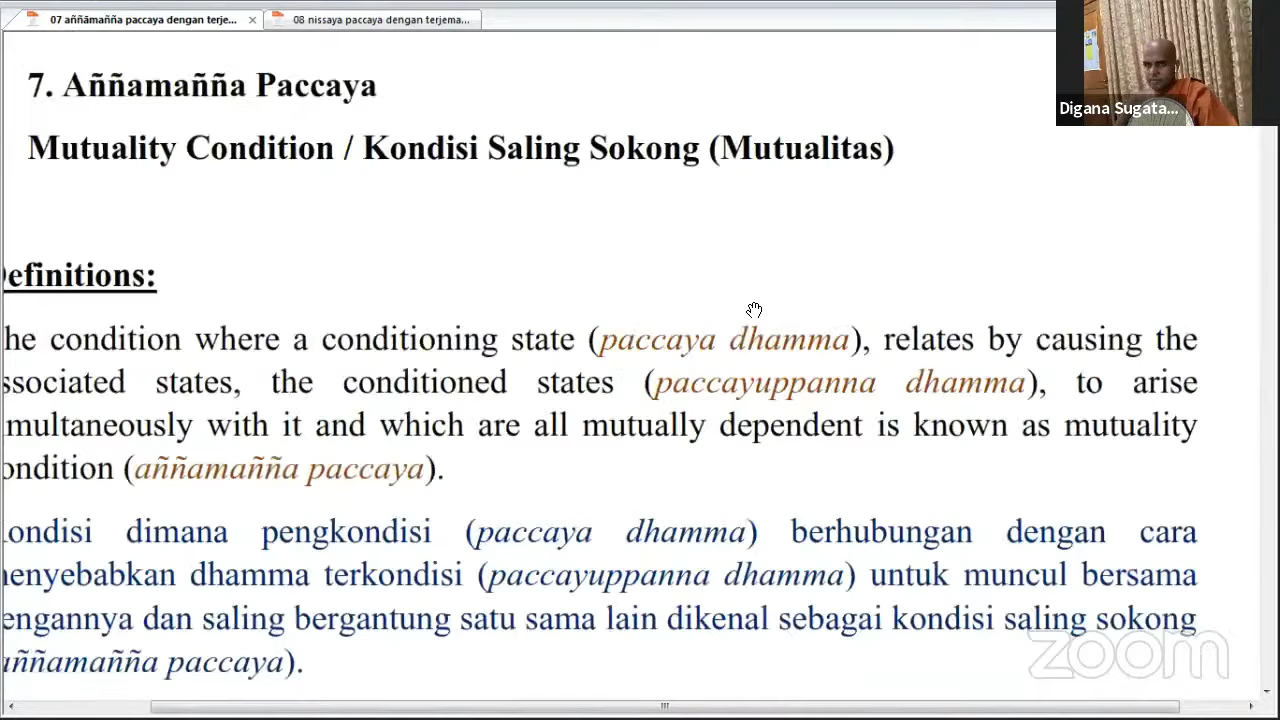 07 aññāmañña paccaya dengan terje...
08 nissaya paccaya dengan terjema...
Digana Sugata...
7. Aññamañña Paccaya
Mutuality Condition / Kondisi Saling Sokong (Mutualitas)
efinitions:
he condition where a conditioning state (paccaya dhamma), relates by causing the
ssociated states, the conditioned states (paccayuppanna dhamma), to arise
imultaneously with it and which are all mutually dependent is known as mutuality
ondition (aññamañña paccaya).
ondisi dimana pengkondisi (paccaya dhamma) berhubungan dengan cara
enyebabkan dhamma terkondisi (paccayuppanna dhamma) untuk muncul bersama
engannya dan saling bergantung satu sama lain dikenal sebagai kondisi saling sokong
aññamañña paccaya).
zoom